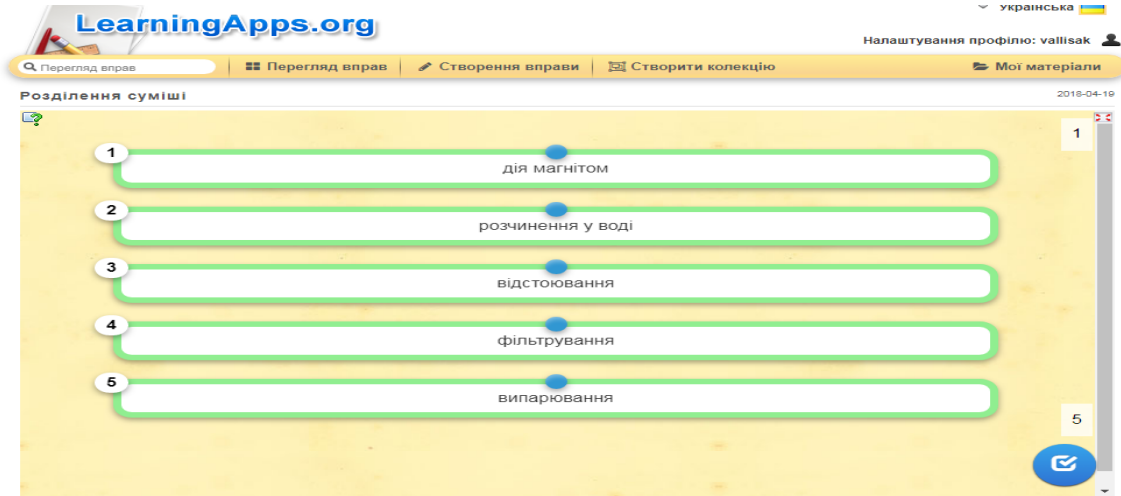 українська
LearningApps.org
Налаштування профілю: vallisak
Перегляд вправ
Перегляд вправ
Створення вправи
Створити колекцію
Мої матеріали
Розділення суміші
2018-04-19
1
1
дія магнітом
2
розчинення у воді
3
відстоювання
4
фільтрування
5
випарювання
5